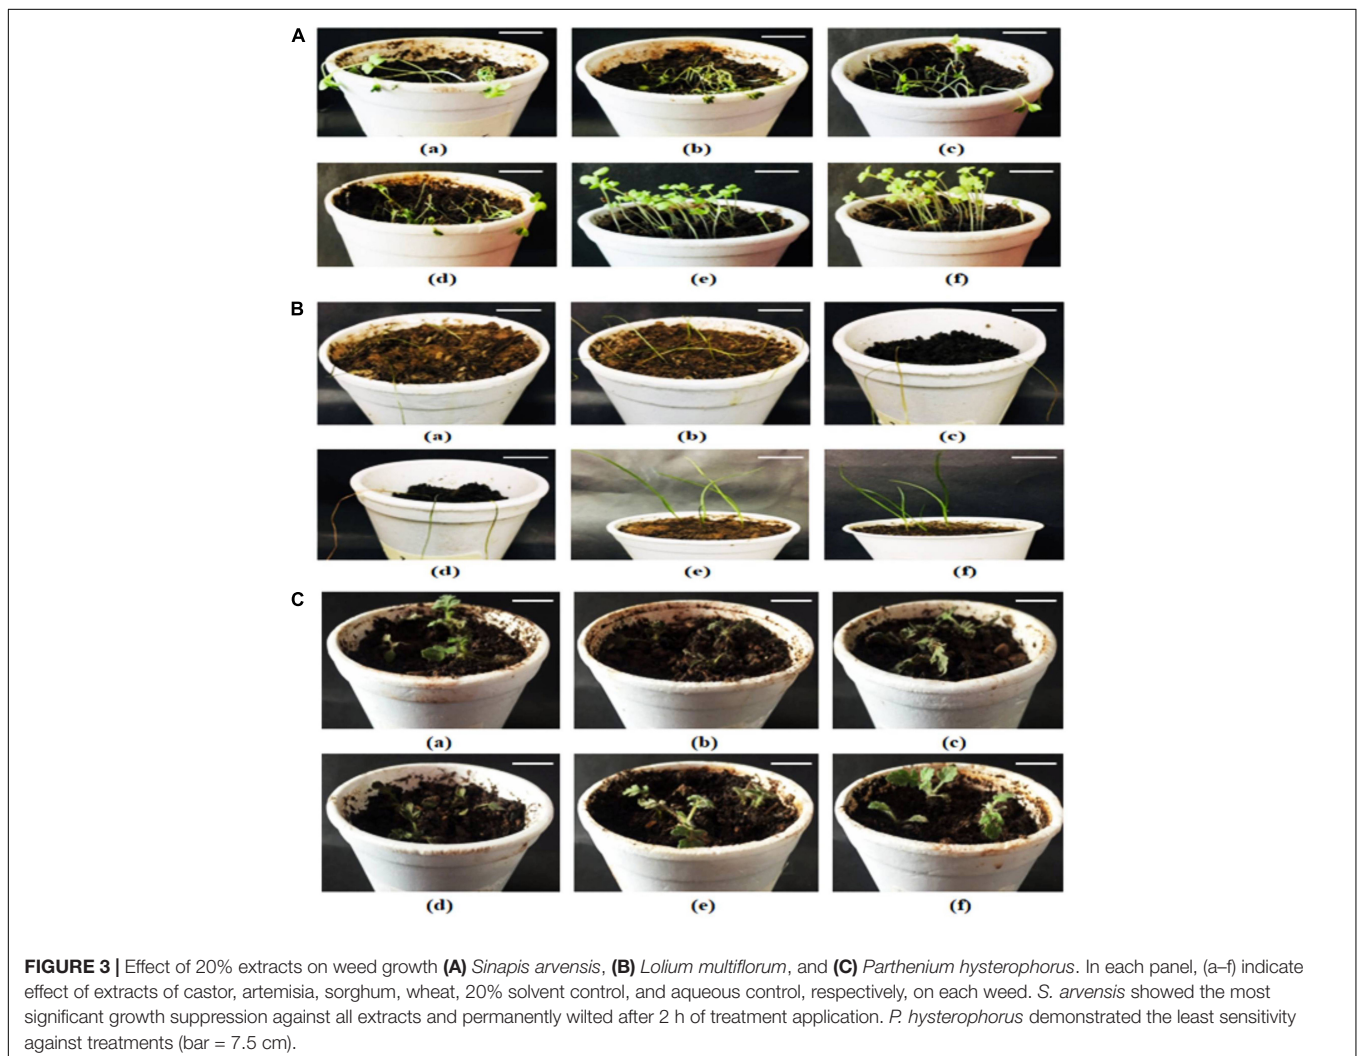 A
(a) (b) (c)
(d) (e) (f)
B
(a) (b) (c)
(d) (e) (f)
C
(a) (b) (c)
(d) (e) (f)
FIGURE 3 | Effect of 20% extracts on weed growth (A) Sinapis arvensis, (B) Lolium multiflorum, and (C) Parthenium hysterophorus. In each panel, (a–f) indicate
effect of extracts of castor, artemisia, sorghum, wheat, 20% solvent control, and aqueous control, respectively, on each weed. S. arvensis showed the most
significant growth suppression against all extracts and permanently wilted after 2 h of treatment application. P. hysterophorus demonstrated the least sensitivity
against treatments (bar = 7.5 cm).